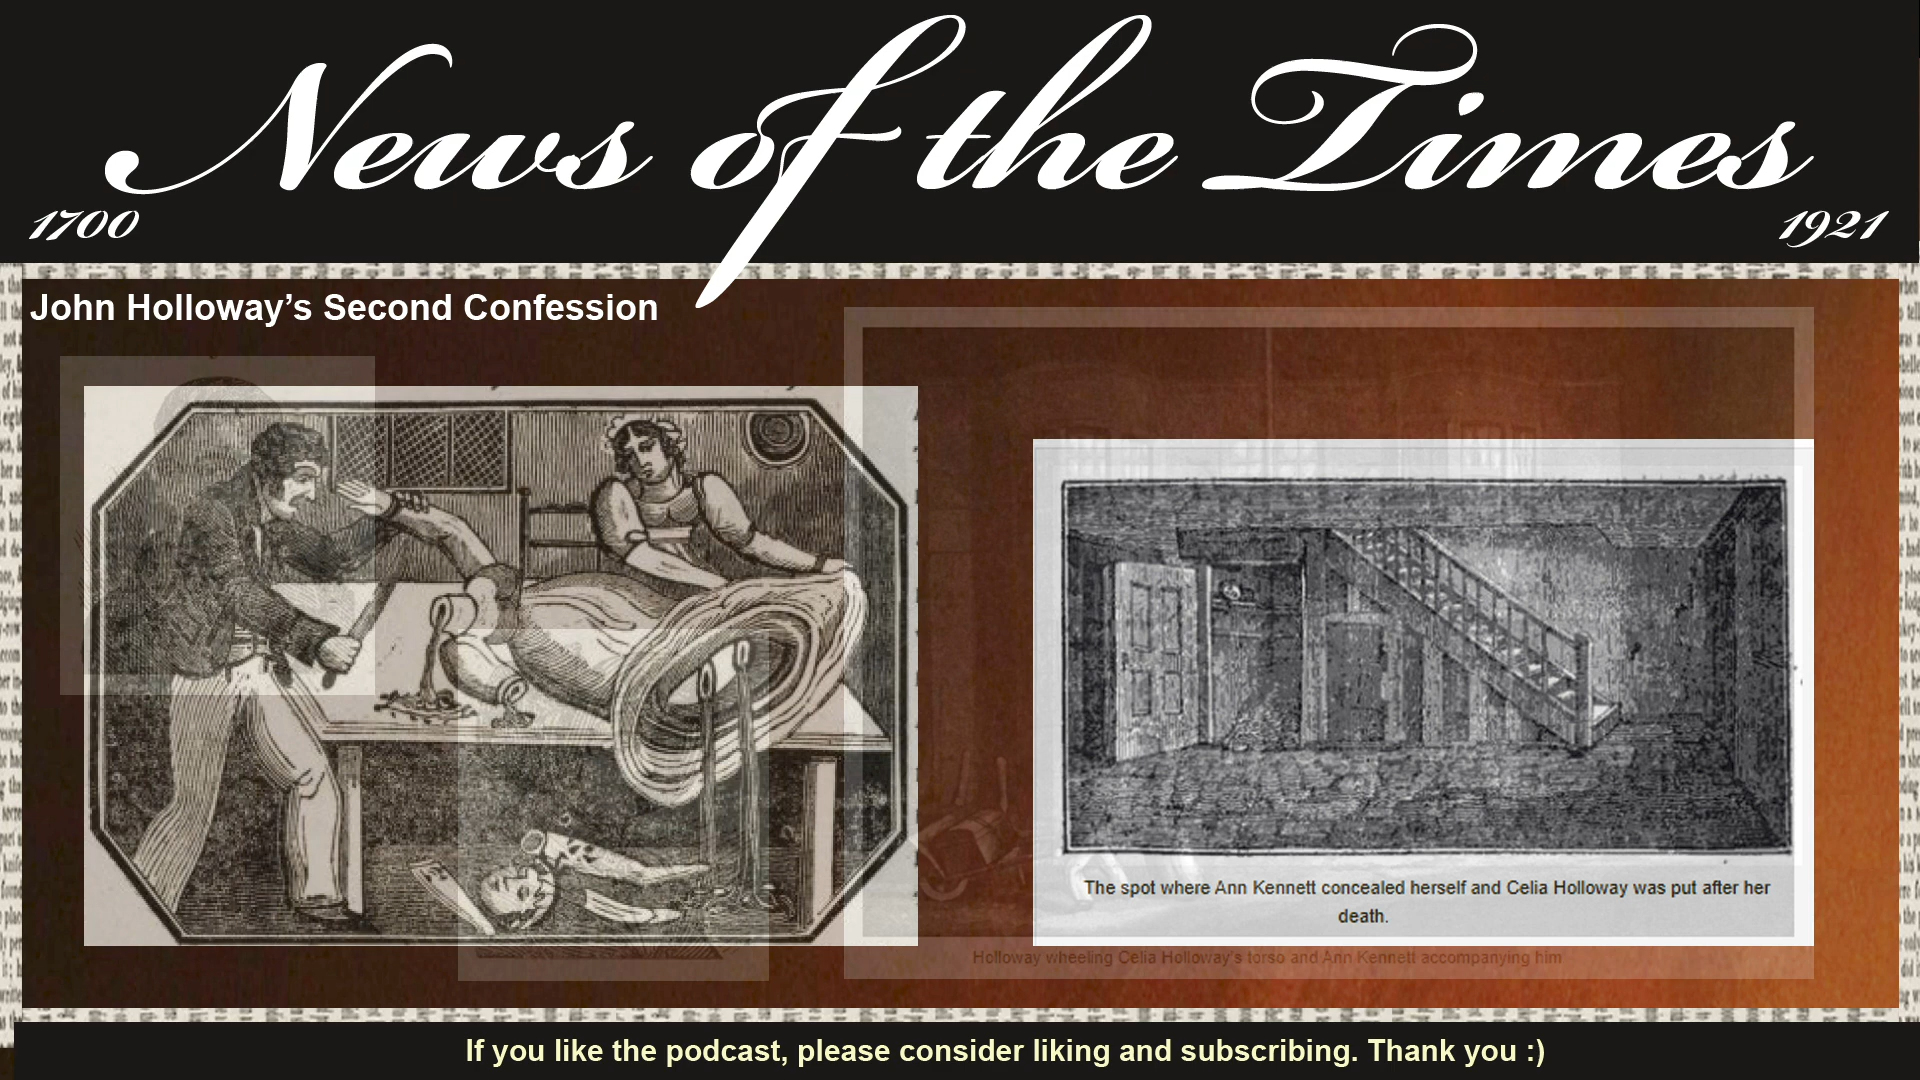 News of the Times
1700
1921
John Holloway’s Second Confession
The spot where Ann Kennett concealed herself and Celia Holloway was put after her
death.
Holloway wheeling Celia Holloway's torso and Ann Kennett accompanying him
If you like the podcast, please consider liking and subscribing. Thank you :)